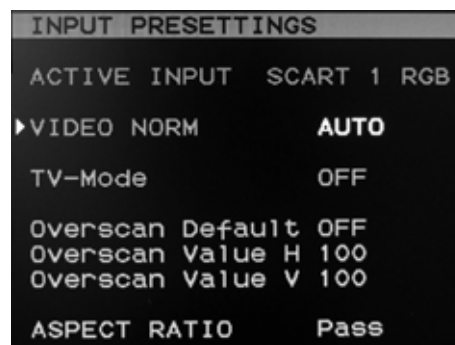 INPUT PRESETTINGS
ACTIVE INPUT SCART 1 RGB
VIDEO NORM AUTO
TV-Mode OFF
Overscan Default OFF
Overscan Value H 100
Overscan Value V 100
ASPECT RATIO Pass